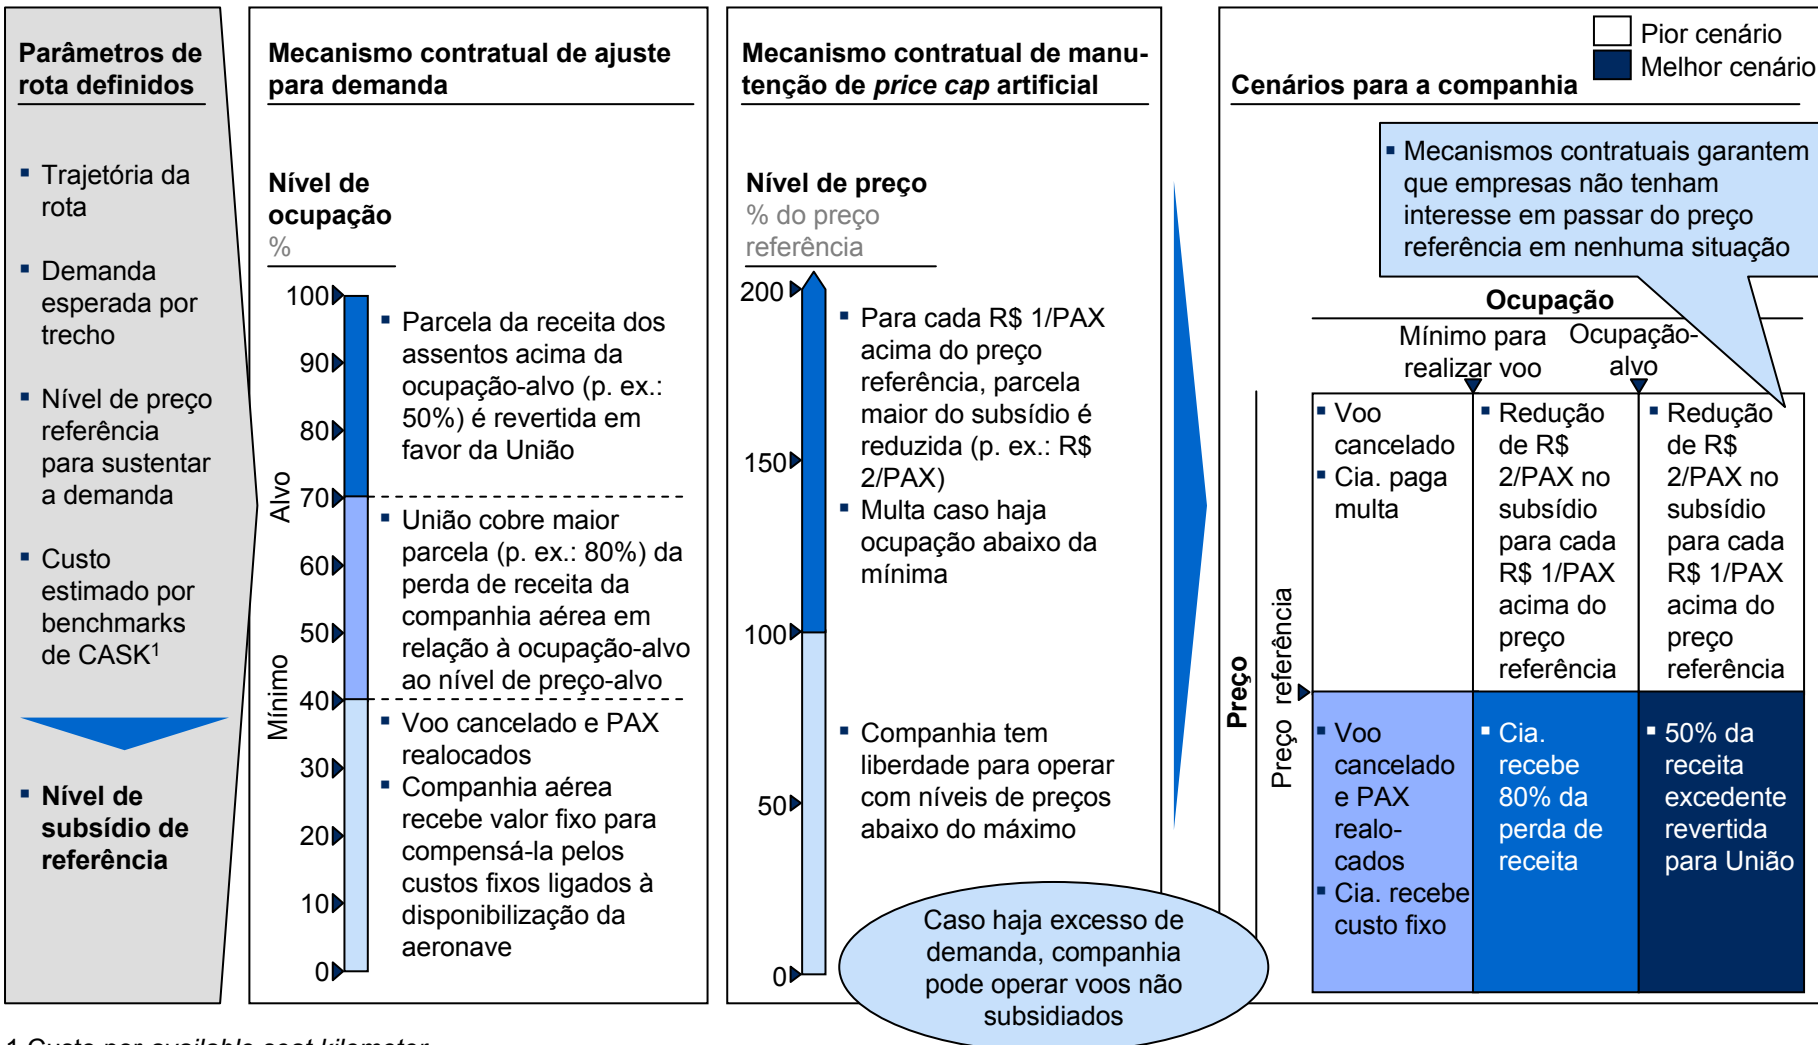 Parâmetros de
rota definidos
▪ Trajetória da
rota
▪ Demanda
esperada por
trecho
▪ Nível de preço
referência
para sustentar
a demanda
▪ Custo
estimado por
benchmarks
de CASK1
▪ Nível de
subsídio de
referência
Mecanismo contratual de ajuste
para demanda
Nível de
ocupação
%
100
90
80
70
60
50
40
30
20
10
0
Alvo
Mínimo
▪ Parcela da receita dos
assentos acima da
ocupação-alvo (p. ex.:
50%) é revertida em
favor da União
▪ União cobre maior
parcela (p. ex.: 80%) da
perda de receita da
companhia aérea em
relação à ocupação-alvo
ao nível de preço-alvo
▪ Voo cancelado e PAX
realocados
▪ Companhia aérea
recebe valor fixo para
compensá-la pelos
custos fixos ligados à
disponibilização da
aeronave
Mecanismo contratual de manu-
tenção de price cap artificial
Nível de preço
% do preço
referência
200
150
100
50
0
▪ Para cada R$ 1/PAX
acima do preço
referência, parcela
maior do subsídio é
reduzida (p. ex.: R$
2/PAX)
▪ Multa caso haja
ocupação abaixo da
mínima
▪ Companhia tem
liberdade para operar
com níveis de preços
abaixo do máximo
Caso haja excesso de
demanda, companhia
pode operar voos não
subsidiados
Pior cenário
Melhor cenário
Cenários para a companhia
▪ Mecanismos contratuais garantem
que empresas não tenham
interesse em passar do preço
referência em nenhuma situação
Ocupação
Mínimo para
realizar voo
Ocupação-
alvo
Preço
Preço referência
▪ Voo
cancelado
▪ Cia. paga
multa
▪ Redução
de R$
2/PAX no
subsídio
para cada
R$ 1/PAX
acima do
preço
referência
▪ Redução
de R$
2/PAX no
subsídio
para cada
R$ 1/PAX
acima do
preço
referência
▪ Voo
cancelado
e PAX
realo-
cados
▪ Cia. recebe
custo fixo
▪ Cia.
recebe
80% da
perda de
receita
▪ 50% da
receita
excedente
revertida
para União
1 Custo por available seat kilometer